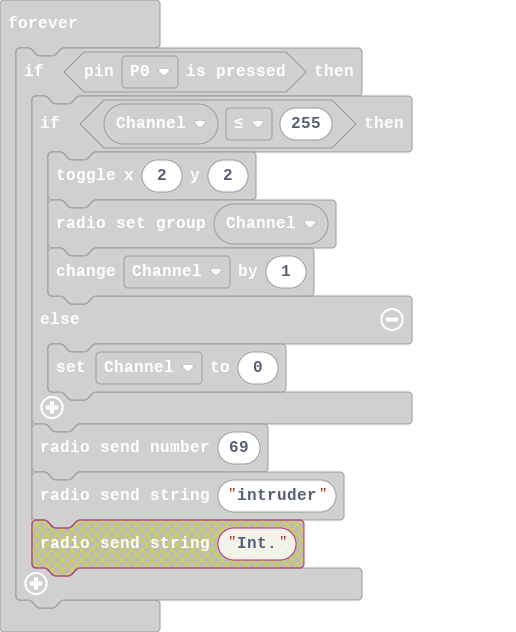 forever
if pin P0 is pressed then
if Channel ≤ 255 then
toggle x 2 y 2
radio set group Channel
change Channel by 1
else
set Channel to 0
radio send number 69
radio send string "intruder"
radio send string "Int."